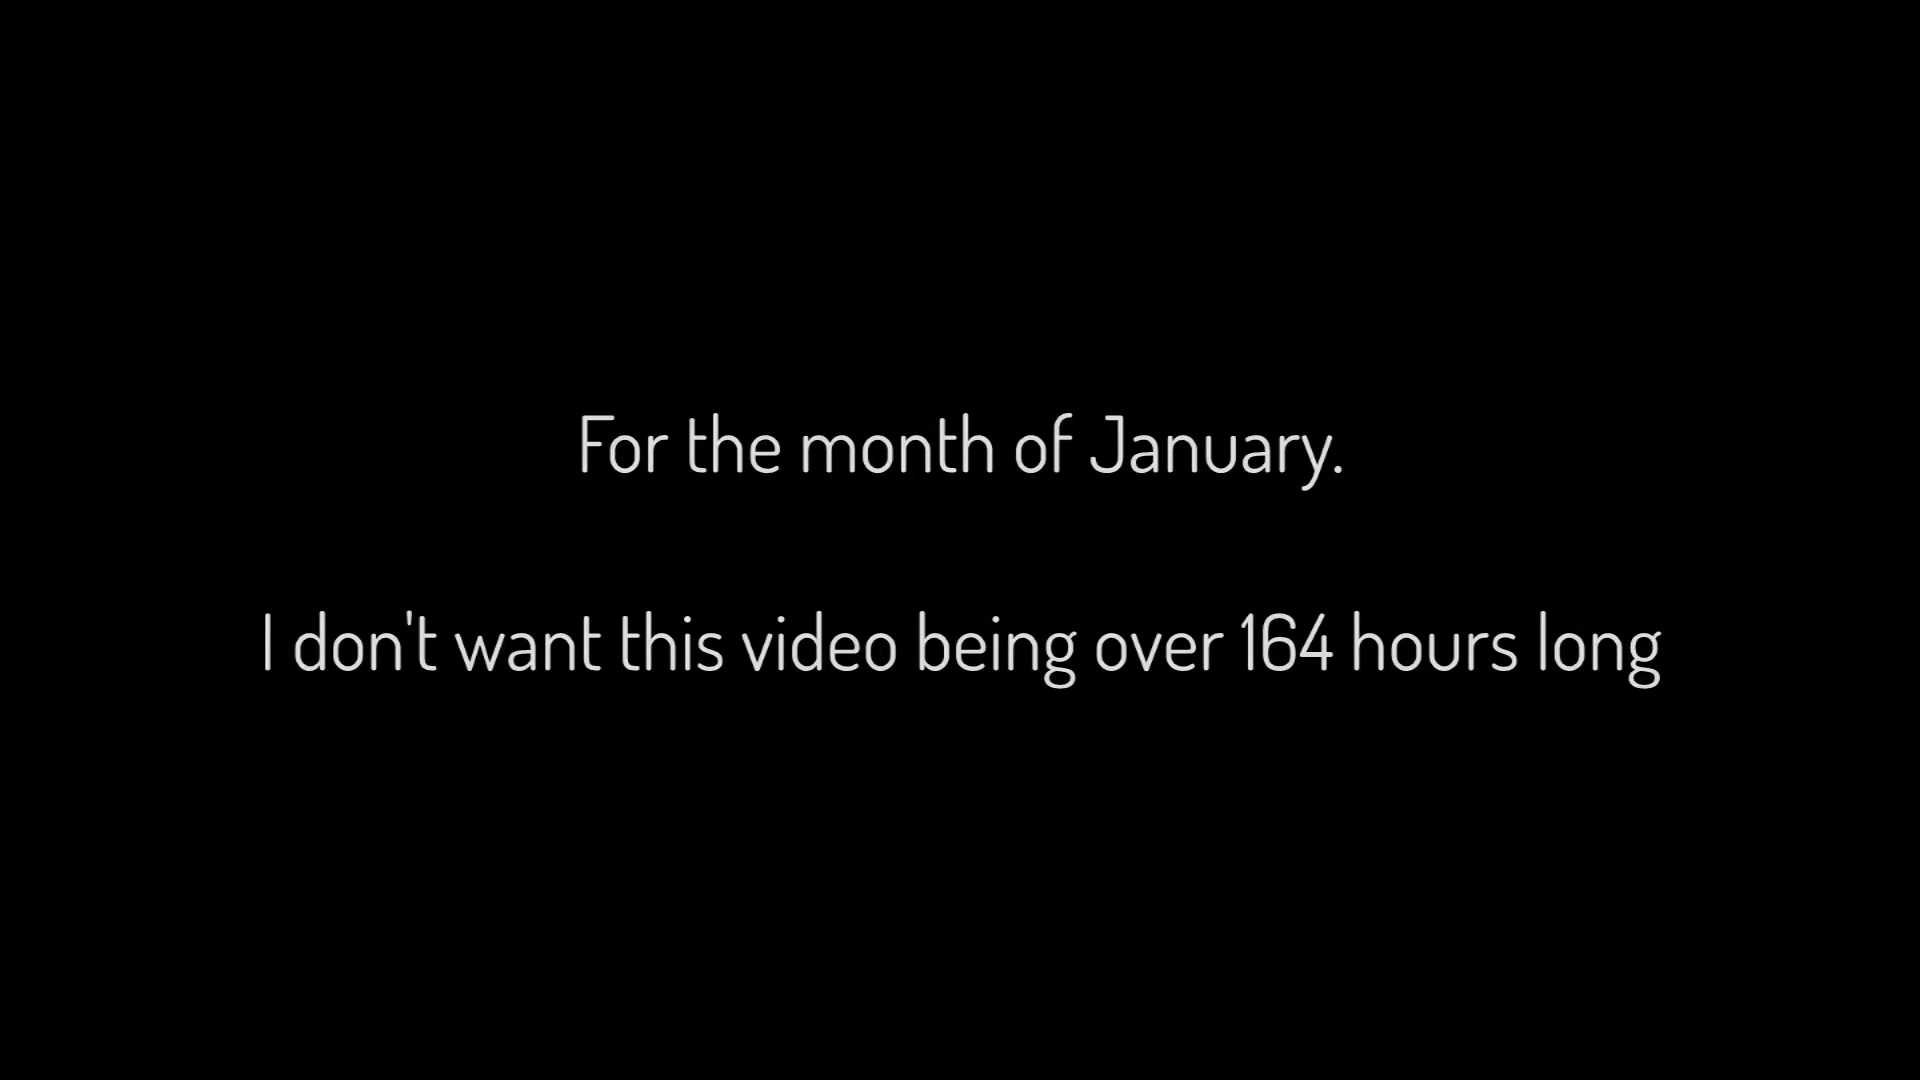 For the month of January.
I don't want this video being over 164 hours long